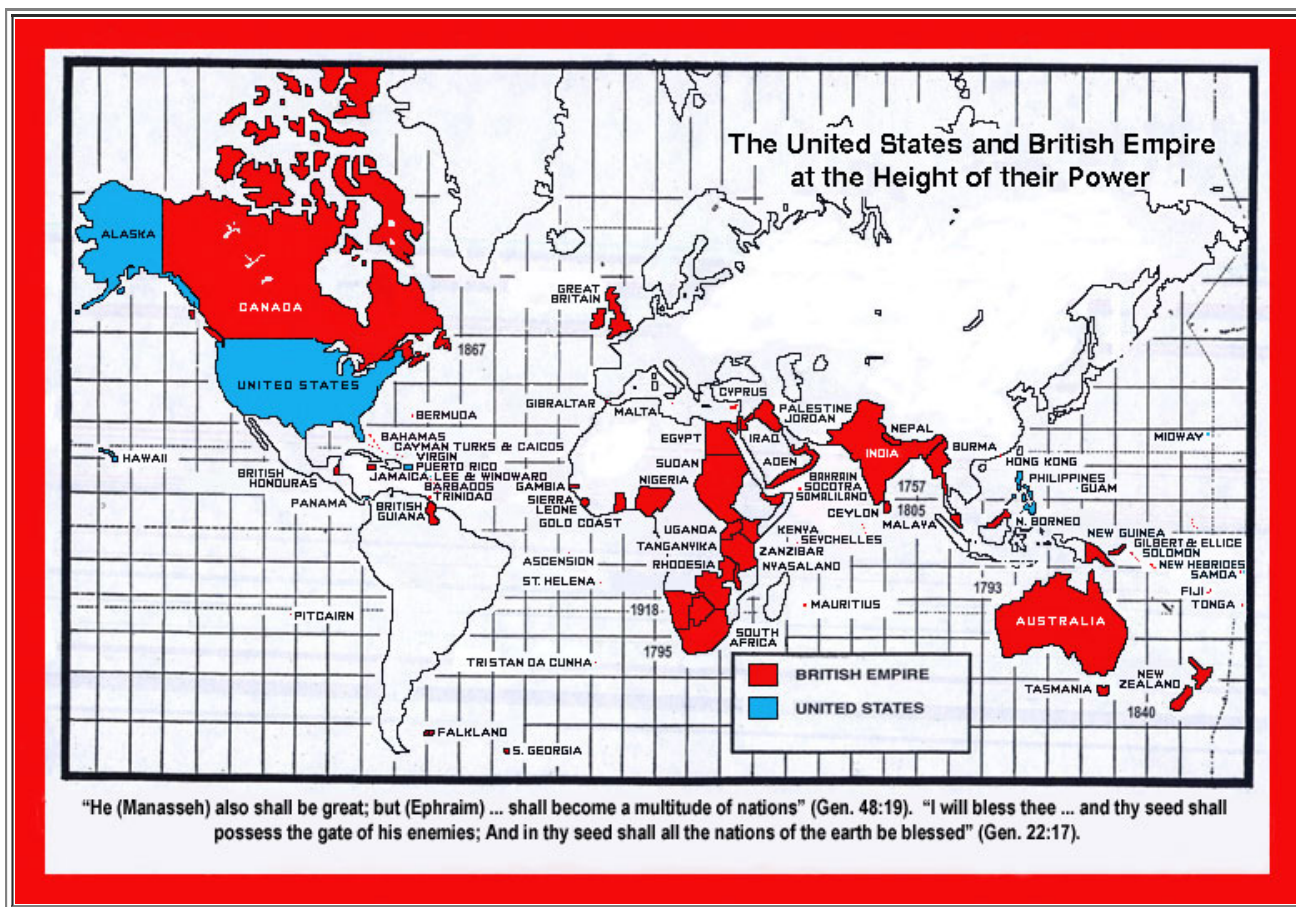 The United States and British Empire
at the Height of their Power
ALASKA
CANADA
GREAT
BRITAIN
1867
UNITED STATES
BERMUDA
GIBRALTAR
MALTA
CYPRUS
PALESTINE
JORDAN
NEPAL
EGYPT
IRAQ
INDIA
BURMA
MIDWAY
BAHAMAS
CAYMAN TURKS & CAICOS
VIRGIN
HAWAII
PUERTO RICO
JAMAICA LEE & WINDWARD
BRITISH
HONDURAS
BARBADOS
TRINIDAD
PANAMA
BRITISH
GUIANA
SUDAN
ADEN
HONG KONG
NIGERIA
GAMBIA
BAHRAIN
SOCOTRA
SOMALILAND
1757
PHILIPPINES
GUAM
SIERRA
LEONE
GOLD COAST
CEYLON
1805
MALAYA
N. BORNEO
UGANDA
KENYA
SEYCHELLES
NEW GUINEA
GILBERT & ELLICE
SOLOMON
TANGANYIKA
ZANZIBAR
NYASALAND
ASCENSION
RHODESIA
NEW HEBRIDES
SAMOA
ST. HELENA
1793
FIJI
TONGA
1918
MAURITIUS
PITCAIRN
AUSTRALIA
SOUTH
AFRICA
1795
TRISTAN DA CUNHA
BRITISH EMPIRE
UNITED STATES
NEW
ZEALAND
TASMANIA
1840
FALKLAND
S. GEORGIA
“He (Manasseh) also shall be great; but (Ephraim) ... shall become a multitude of nations” (Gen. 48:19). “I will bless thee ... and thy seed shall
possess the gate of his enemies; And in thy seed shall all the nations of the earth be blessed” (Gen. 22:17).